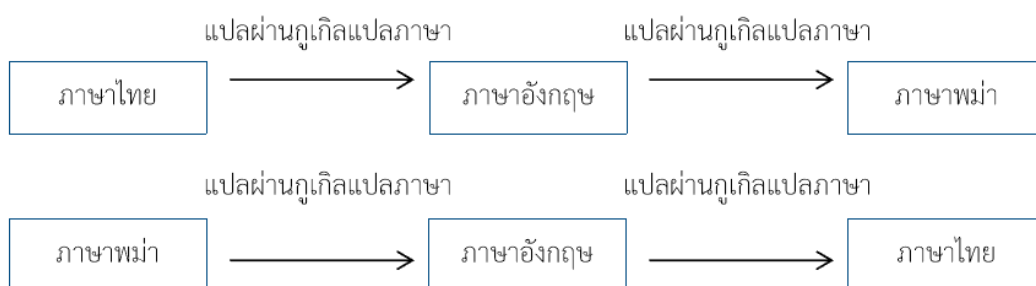 แปลผ่านกูเกิลแปลภาษา แปลผ่านกูเกิลแปลภาษา
ภาษาไทย ภาษาอังกฤษ ภาษาพม่า
แปลผ่านกูเกิลแปลภาษา แปลผ่านกูเกิลแปลภาษา
ภาษาพม่า ภาษาอังกฤษ ภาษาไทย